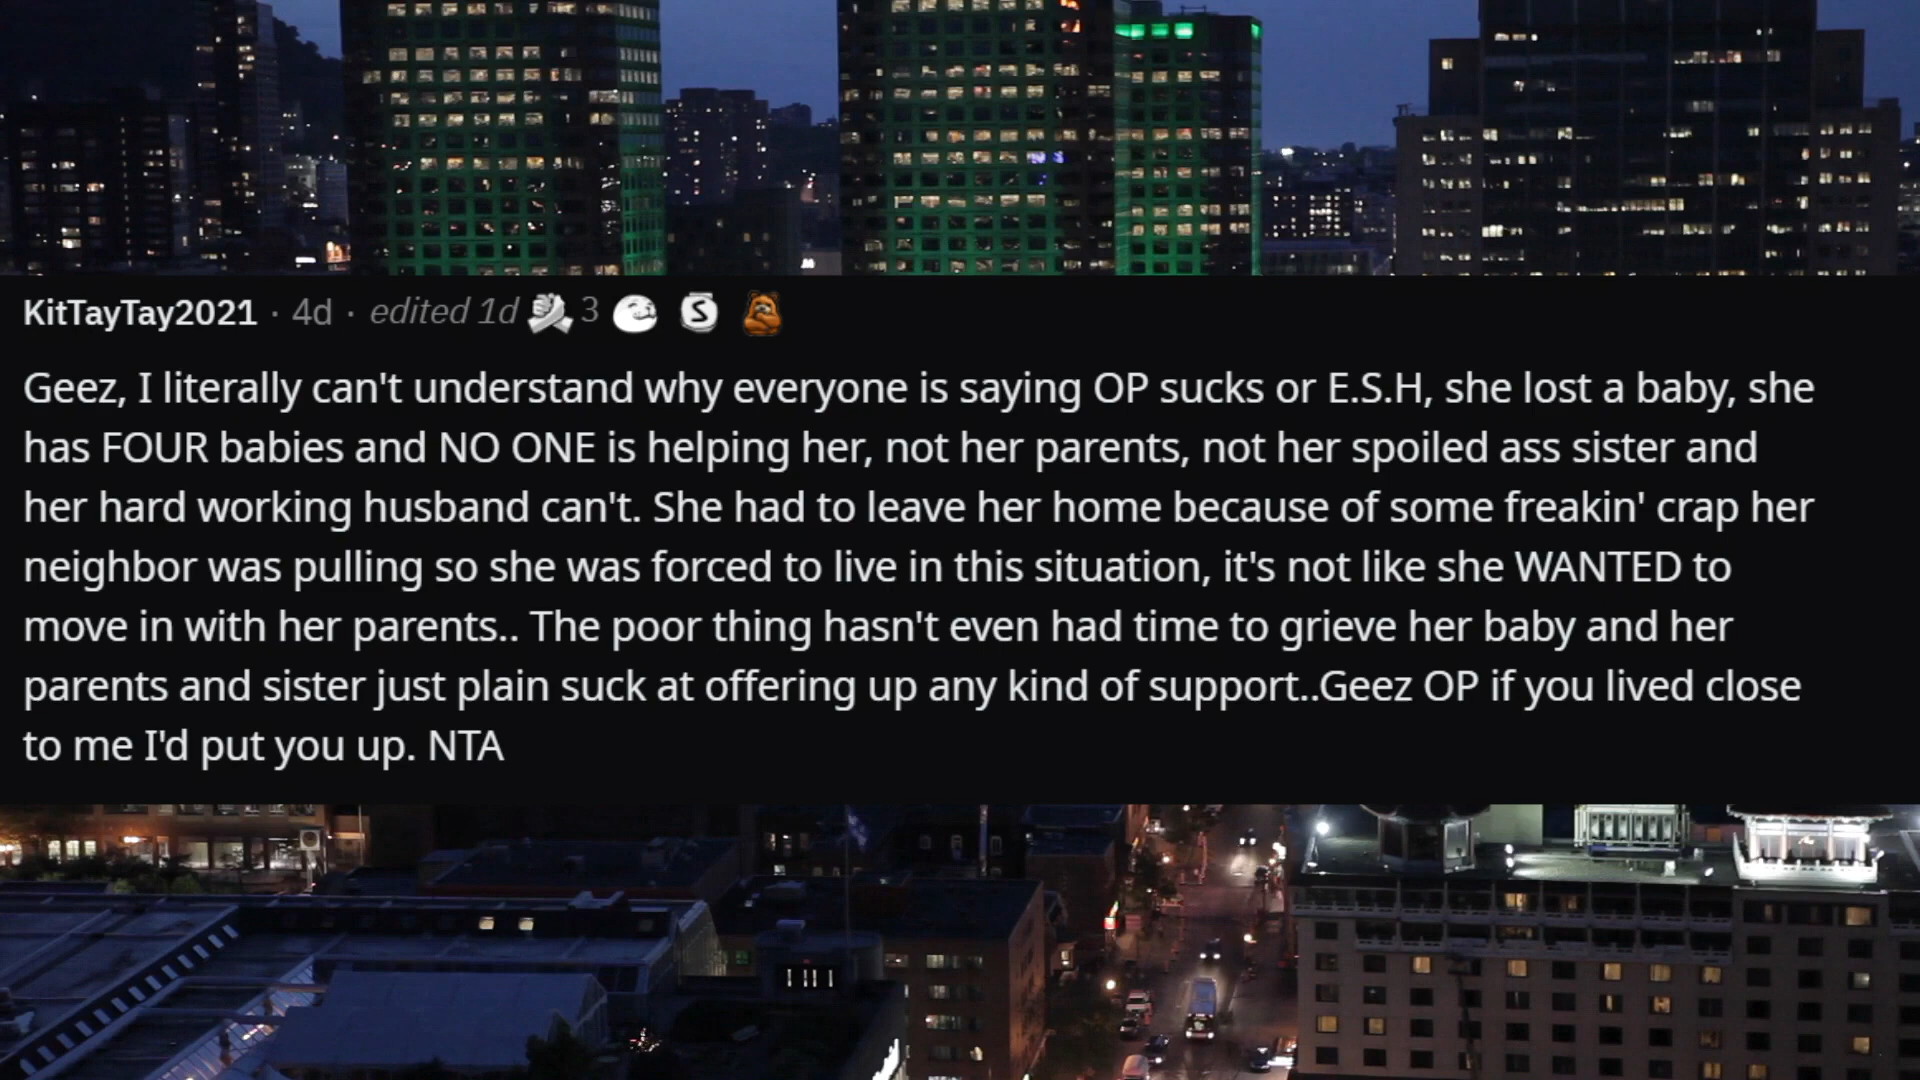 KitTayTay2021 · 4d · edited 1d 3 S
Geez, I literally can't understand why everyone is saying OP sucks or E.S.H, she lost a baby, she
has FOUR babies and NO ONE is helping her, not her parents, not her spoiled ass sister and
her hard working husband can't. She had to leave her home because of some freakin' crap her
neighbor was pulling so she was forced to live in this situation, it's not like she WANTED to
move in with her parents.. The poor thing hasn't even had time to grieve her baby and her
parents and sister just plain suck at offering up any kind of support..Geez OP if you lived close
to me I'd put you up. NTA